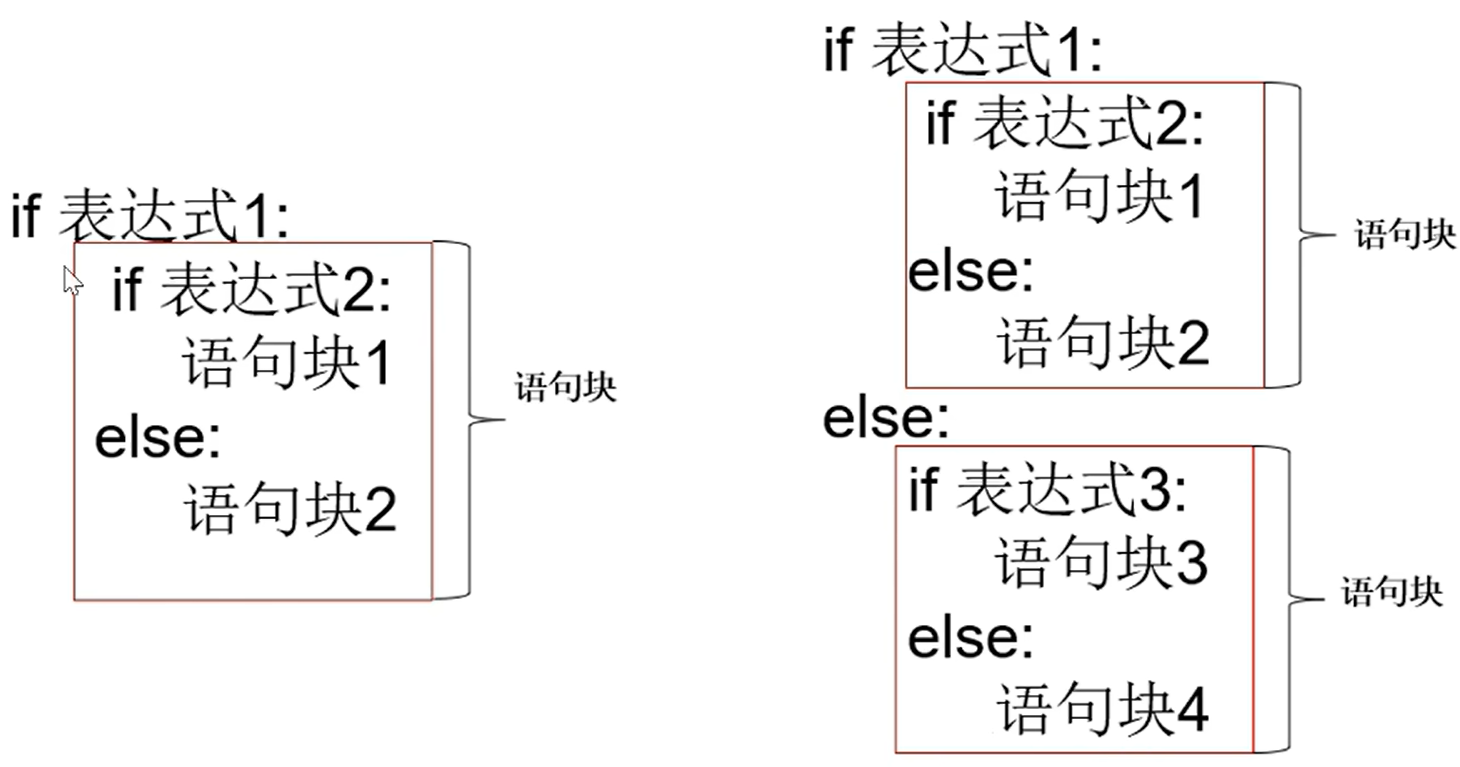 if 表达式1:
if 表达式2:
语句块1
else:
语句块2
语句块
if 表达式1:
if 表达式2:
语句块1
else:
语句块2
语句块
else:
if 表达式3:
语句块3
else:
语句块4
语句块